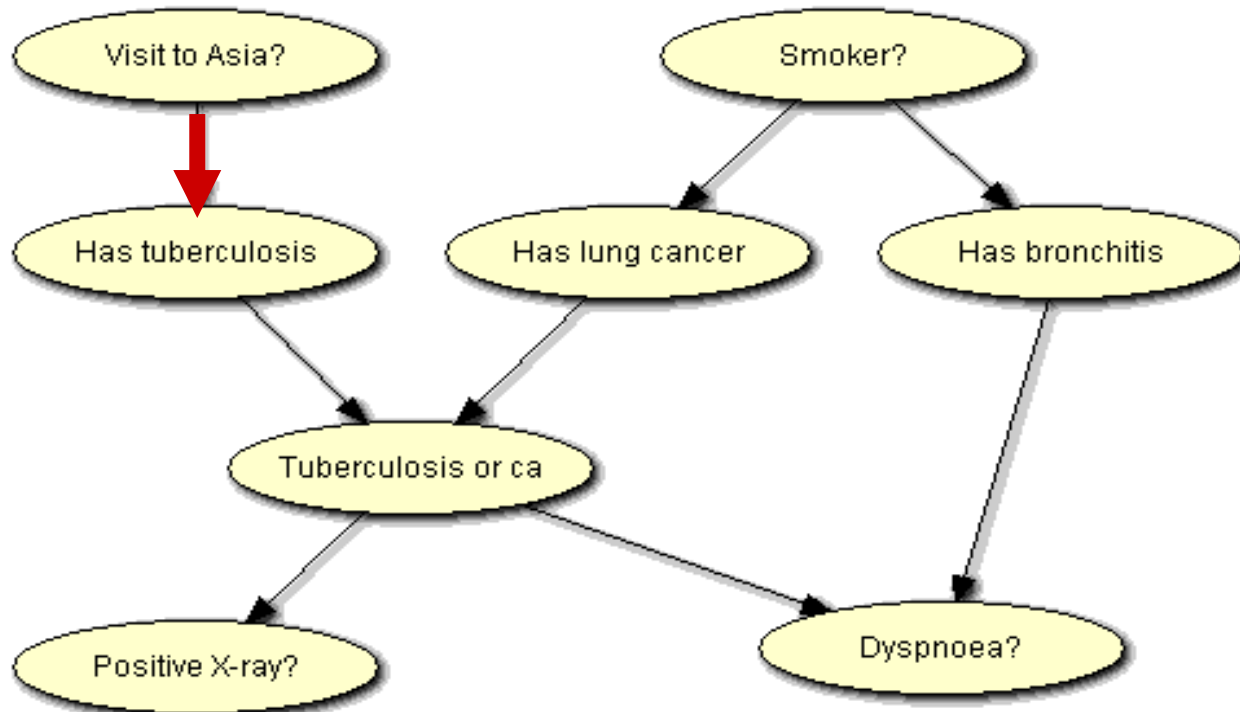 Visit to Asia?
Smoker?
Has tuberculosis
Has lung cancer
Has bronchitis
Tuberculosis or ca
Positive X-ray?
Dyspnoea?